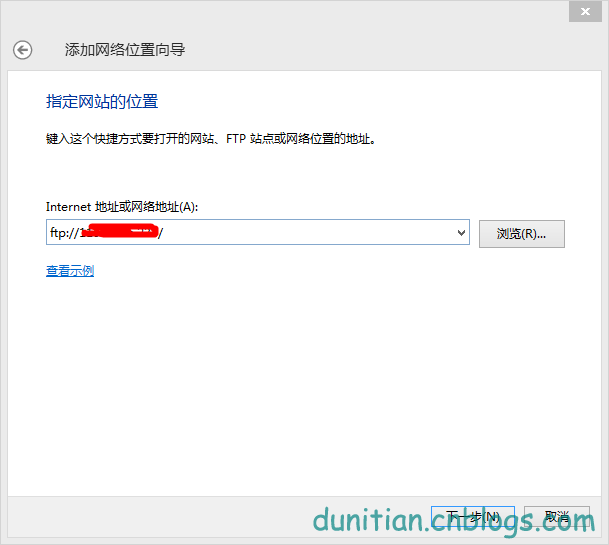 添加网络位置向导
指定网站的位置
键入这个快捷方式要打开的网站、FTP 站点或网络位置的地址。
Internet 地址或网络地址(A):
ftp://1 /
浏览(R)...
查看示例
下一步(N)
取消
dunitian.cnblogs.com